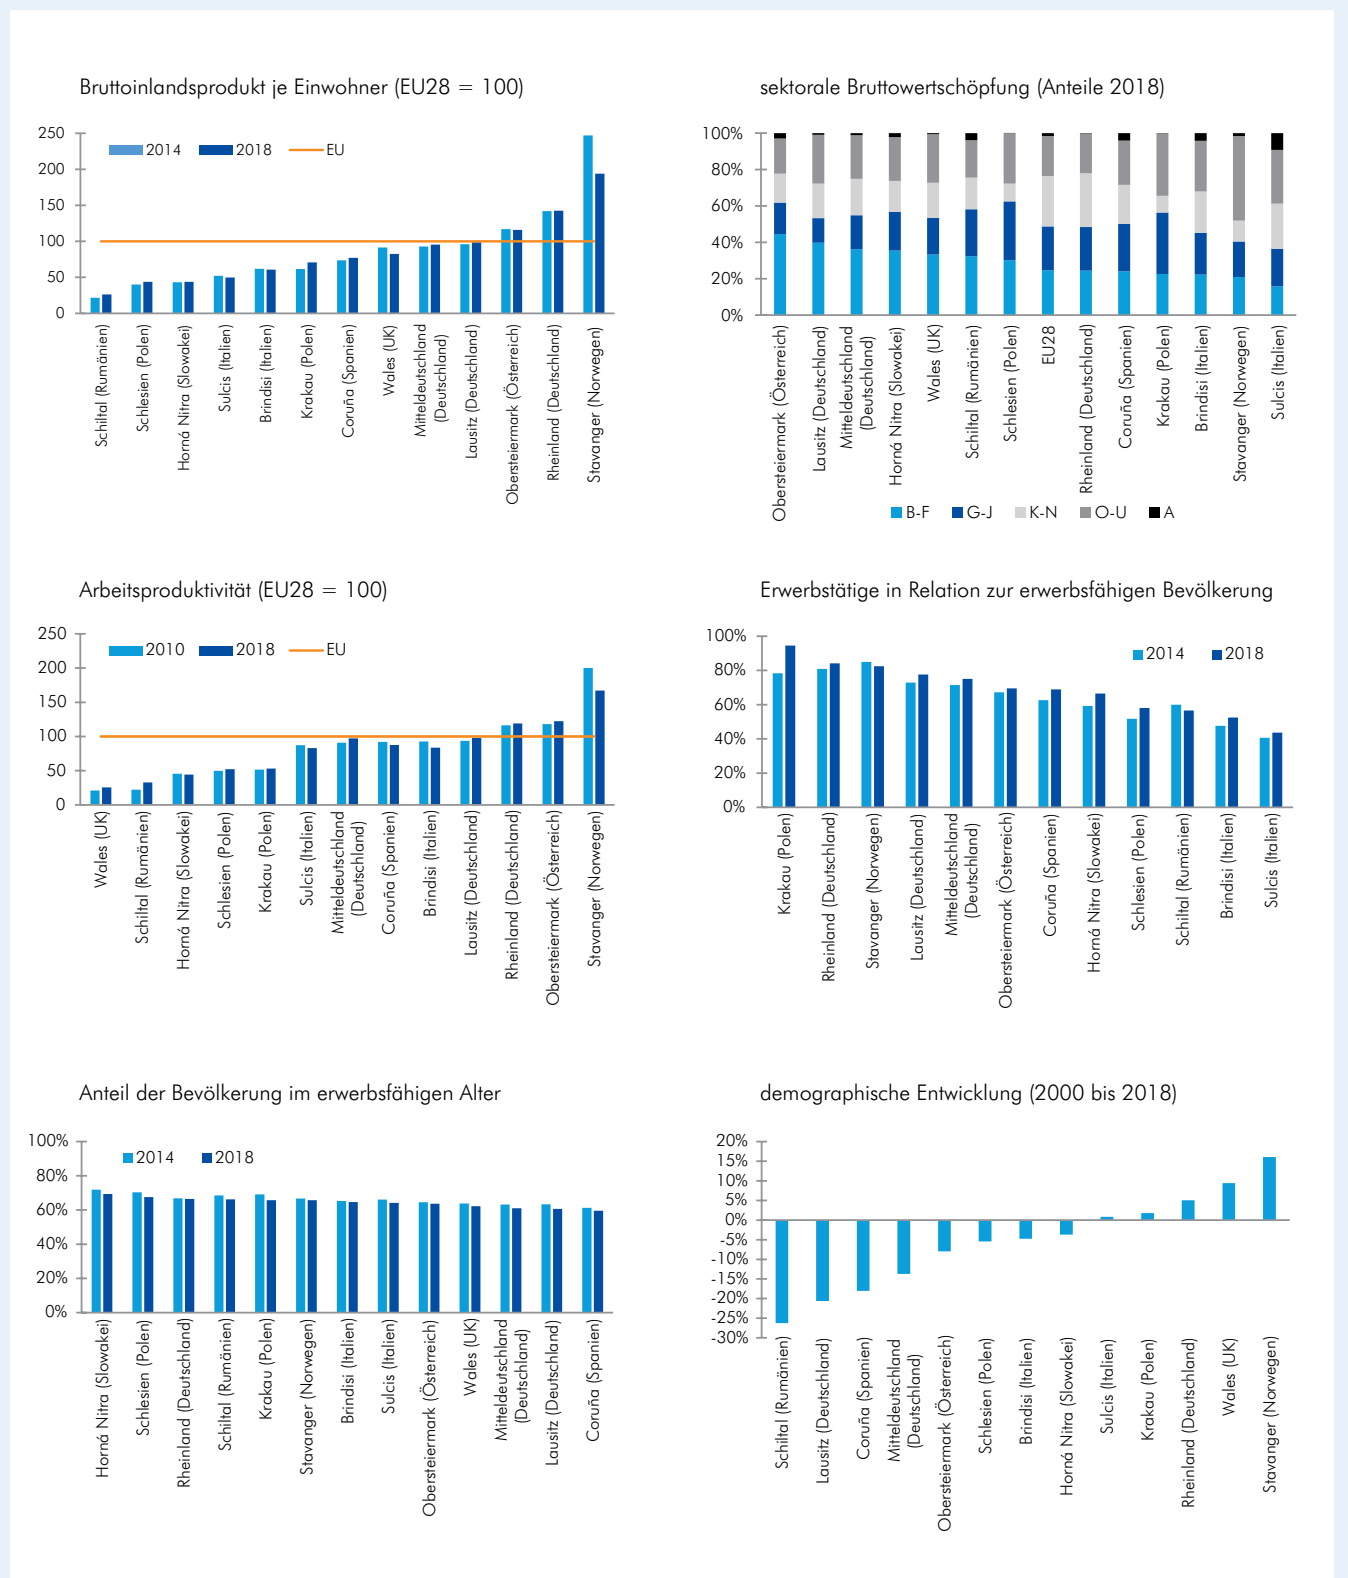 Bruttoinlandsprodukt je Einwohner (EU28 = 100)
250
200
150
100
50
0
2014
2018
EU
Schiltal (Rumänien)
Schlesien (Polen)
Horná Nitra (Slowakei)
Sulcis (Italien)
Brindisi (Italien)
Krakau (Polen)
Coruña (Spanien)
Wales (UK)
Mitteldeutschland
(Deutschland)
Lausitz (Deutschland)
Obersteiermark (Österreich)
Rheinland (Deutschland)
Stavanger (Norwegen)
sektorale Bruttowertschöpfung (Anteile 2018)
100%
80%
60%
40%
20%
0%
Obersteiermark (Österreich)
Lausitz (Deutschland)
Mitteldeutschland
(Deutschland)
Horná Nitra (Slowakei)
Wales (UK)
Schiltal (Rumänien)
Schlesien (Polen)
EU28
Rheinland (Deutschland)
Coruña (Spanien)
Krakau (Polen)
Brindisi (Italien)
Stavanger (Norwegen)
Sulcis (Italien)
B-F
G-J
K-N
O-U
A
Arbeitsproduktivität (EU28 = 100)
250
200
150
100
50
0
2010
2018
EU
Wales (UK)
Schiltal (Rumänien)
Horná Nitra (Slowakei)
Schlesien (Polen)
Krakau (Polen)
Sulcis (Italien)
Mitteldeutschland
(Deutschland)
Coruña (Spanien)
Brindisi (Italien)
Lausitz (Deutschland)
Rheinland (Deutschland)
Obersteiermark (Österreich)
Stavanger (Norwegen)
Erwerbstätige in Relation zur erwerbsfähigen Bevölkerung
100%
80%
60%
40%
20%
0%
2014
2018
Krakau (Polen)
Rheinland (Deutschland)
Stavanger (Norwegen)
Lausitz (Deutschland)
Mitteldeutschland
(Deutschland)
Obersteiermark (Österreich)
Coruña (Spanien)
Horná Nitra (Slowakei)
Schlesien (Polen)
Schiltal (Rumänien)
Brindisi (Italien)
Sulcis (Italien)
Anteil der Bevölkerung im erwerbsfähigen Alter
100%
80%
60%
40%
20%
0%
2014
2018
Horná Nitra (Slowakei)
Schlesien (Polen)
Rheinland (Deutschland)
Schiltal (Rumänien)
Krakau (Polen)
Stavanger (Norwegen)
Brindisi (Italien)
Sulcis (Italien)
Obersteiermark (Österreich)
Wales (UK)
Mitteldeutschland
(Deutschland)
Lausitz (Deutschland)
Coruña (Spanien)
demographische Entwicklung (2000 bis 2018)
20%
15%
10%
5%
0%
-5%
-10%
-15%
-20%
-25%
-30%
Schiltal (Rumänien)
Lausitz (Deutschland)
Coruña (Spanien)
Mitteldeutschland
(Deutschland)
Obersteiermark (Österreich)
Schlesien (Polen)
Brindisi (Italien)
Horná Nitra (Slowakei)
Sulcis (Italien)
Krakau (Polen)
Rheinland (Deutschland)
Wales (UK)
Stavanger (Norwegen)